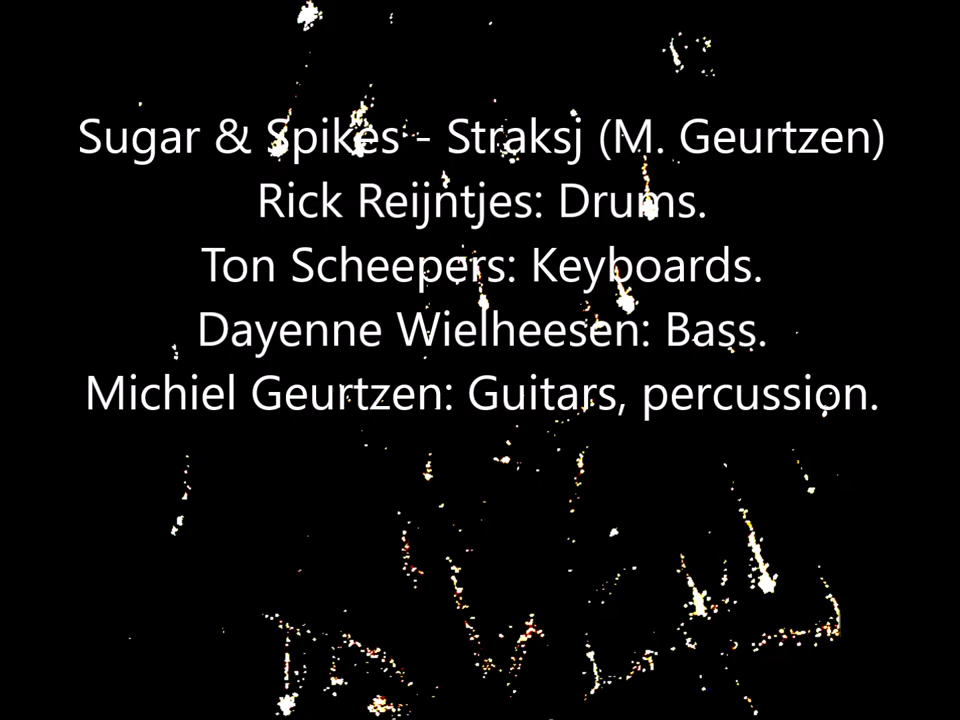 Sugar & Spikes - Straksj (M. Geurtzen)
Rick Reijntjes: Drums.
Ton Scheepers: Keyboards.
Dayenne Wielheesen: Bass.
Michiel Geurtzen: Guitars, percussion.